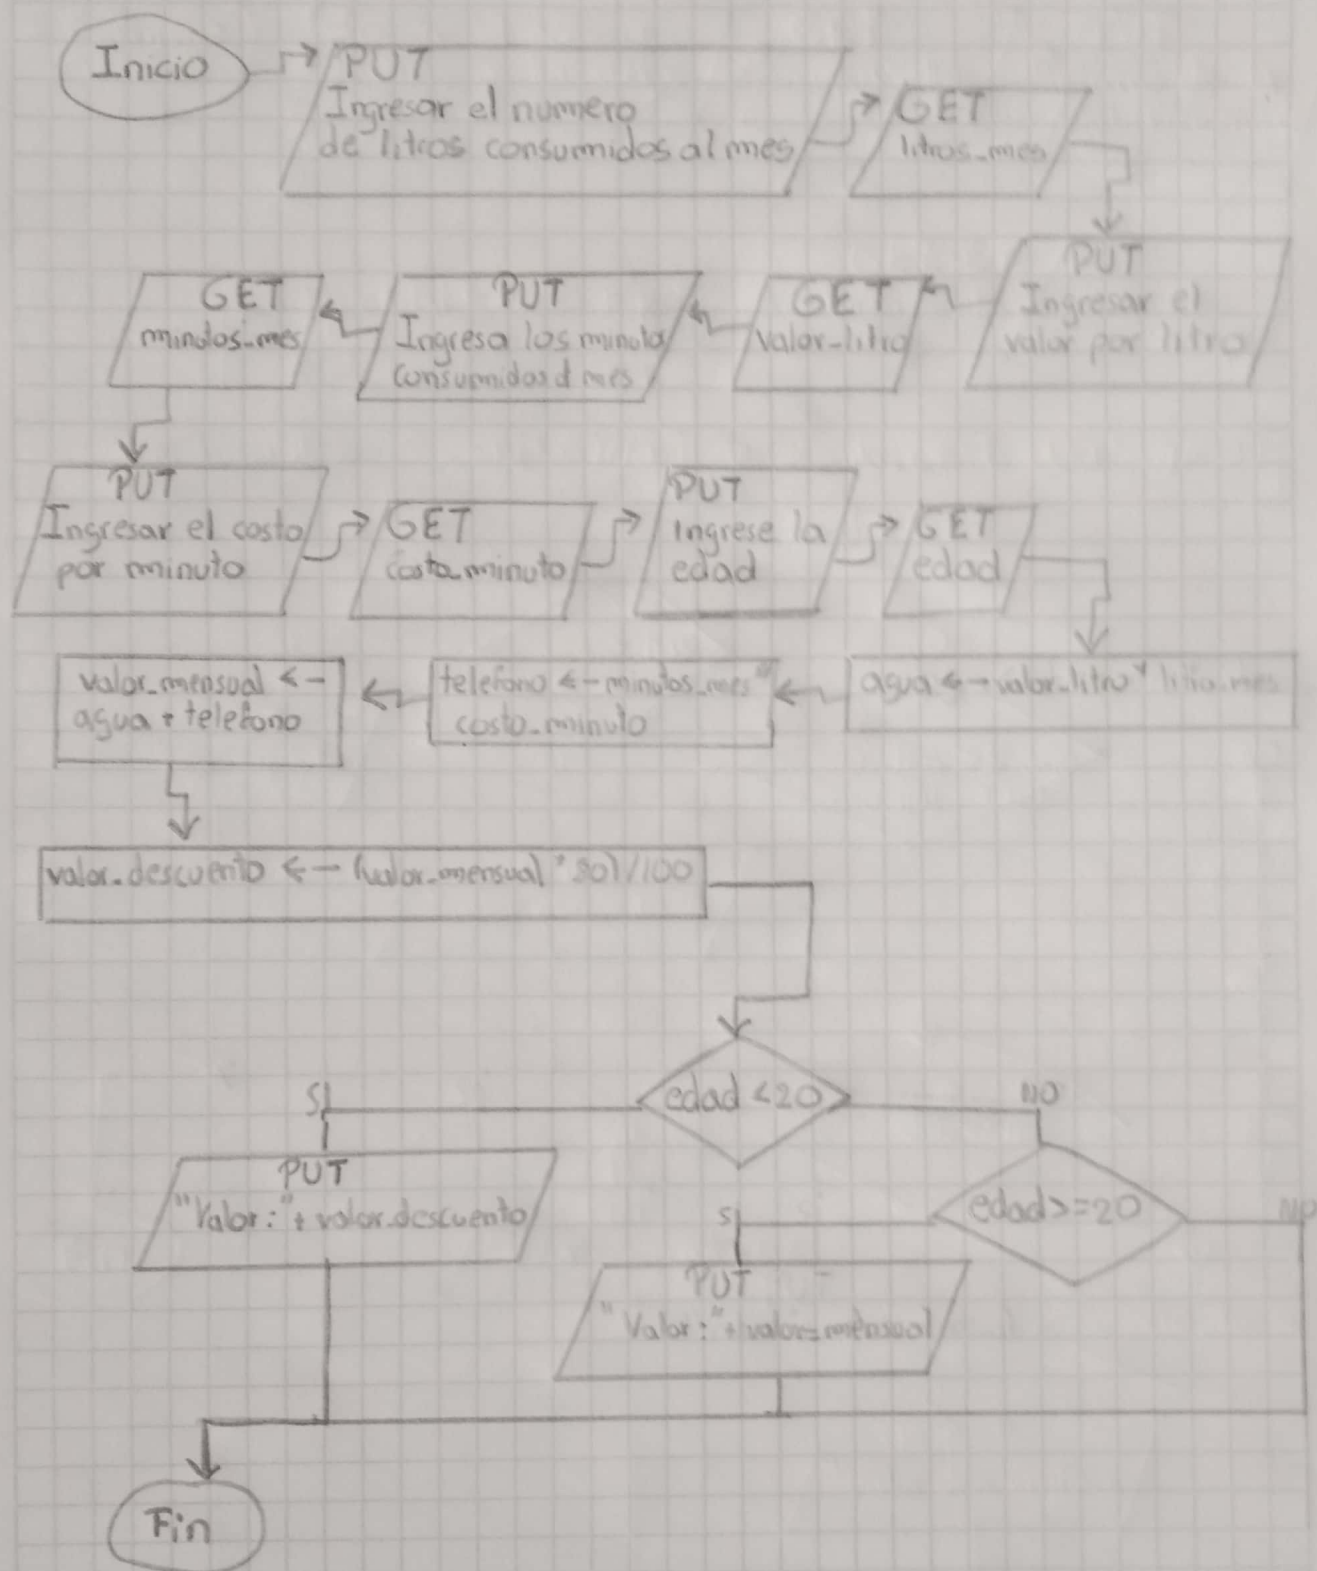 Inicio
PUT
Ingresar el numero
de litros consumidos al mes
GET
litros_mes
PUT
Ingresar el
valor por litro
GET
valor_litro
PUT
Ingresa los minutos
consumidos d mes
GET
minutos_mes
PUT
Ingresar el costo
por minuto
GET
costo_minuto
PUT
Ingrese la
edad
GET
edad
agua ← valor_litro * litro_mes
telefono ← minutos_mes *
costo_minuto
valor_mensual ←
agua + telefono
valor_descuento ← (valor_mensual * 80)/100
edad <20
SI
NO
PUT
"Valor:" + valor_descuento
edad>=20
SI
NO
PUT
"Valor:" + valor_mensual
Fin